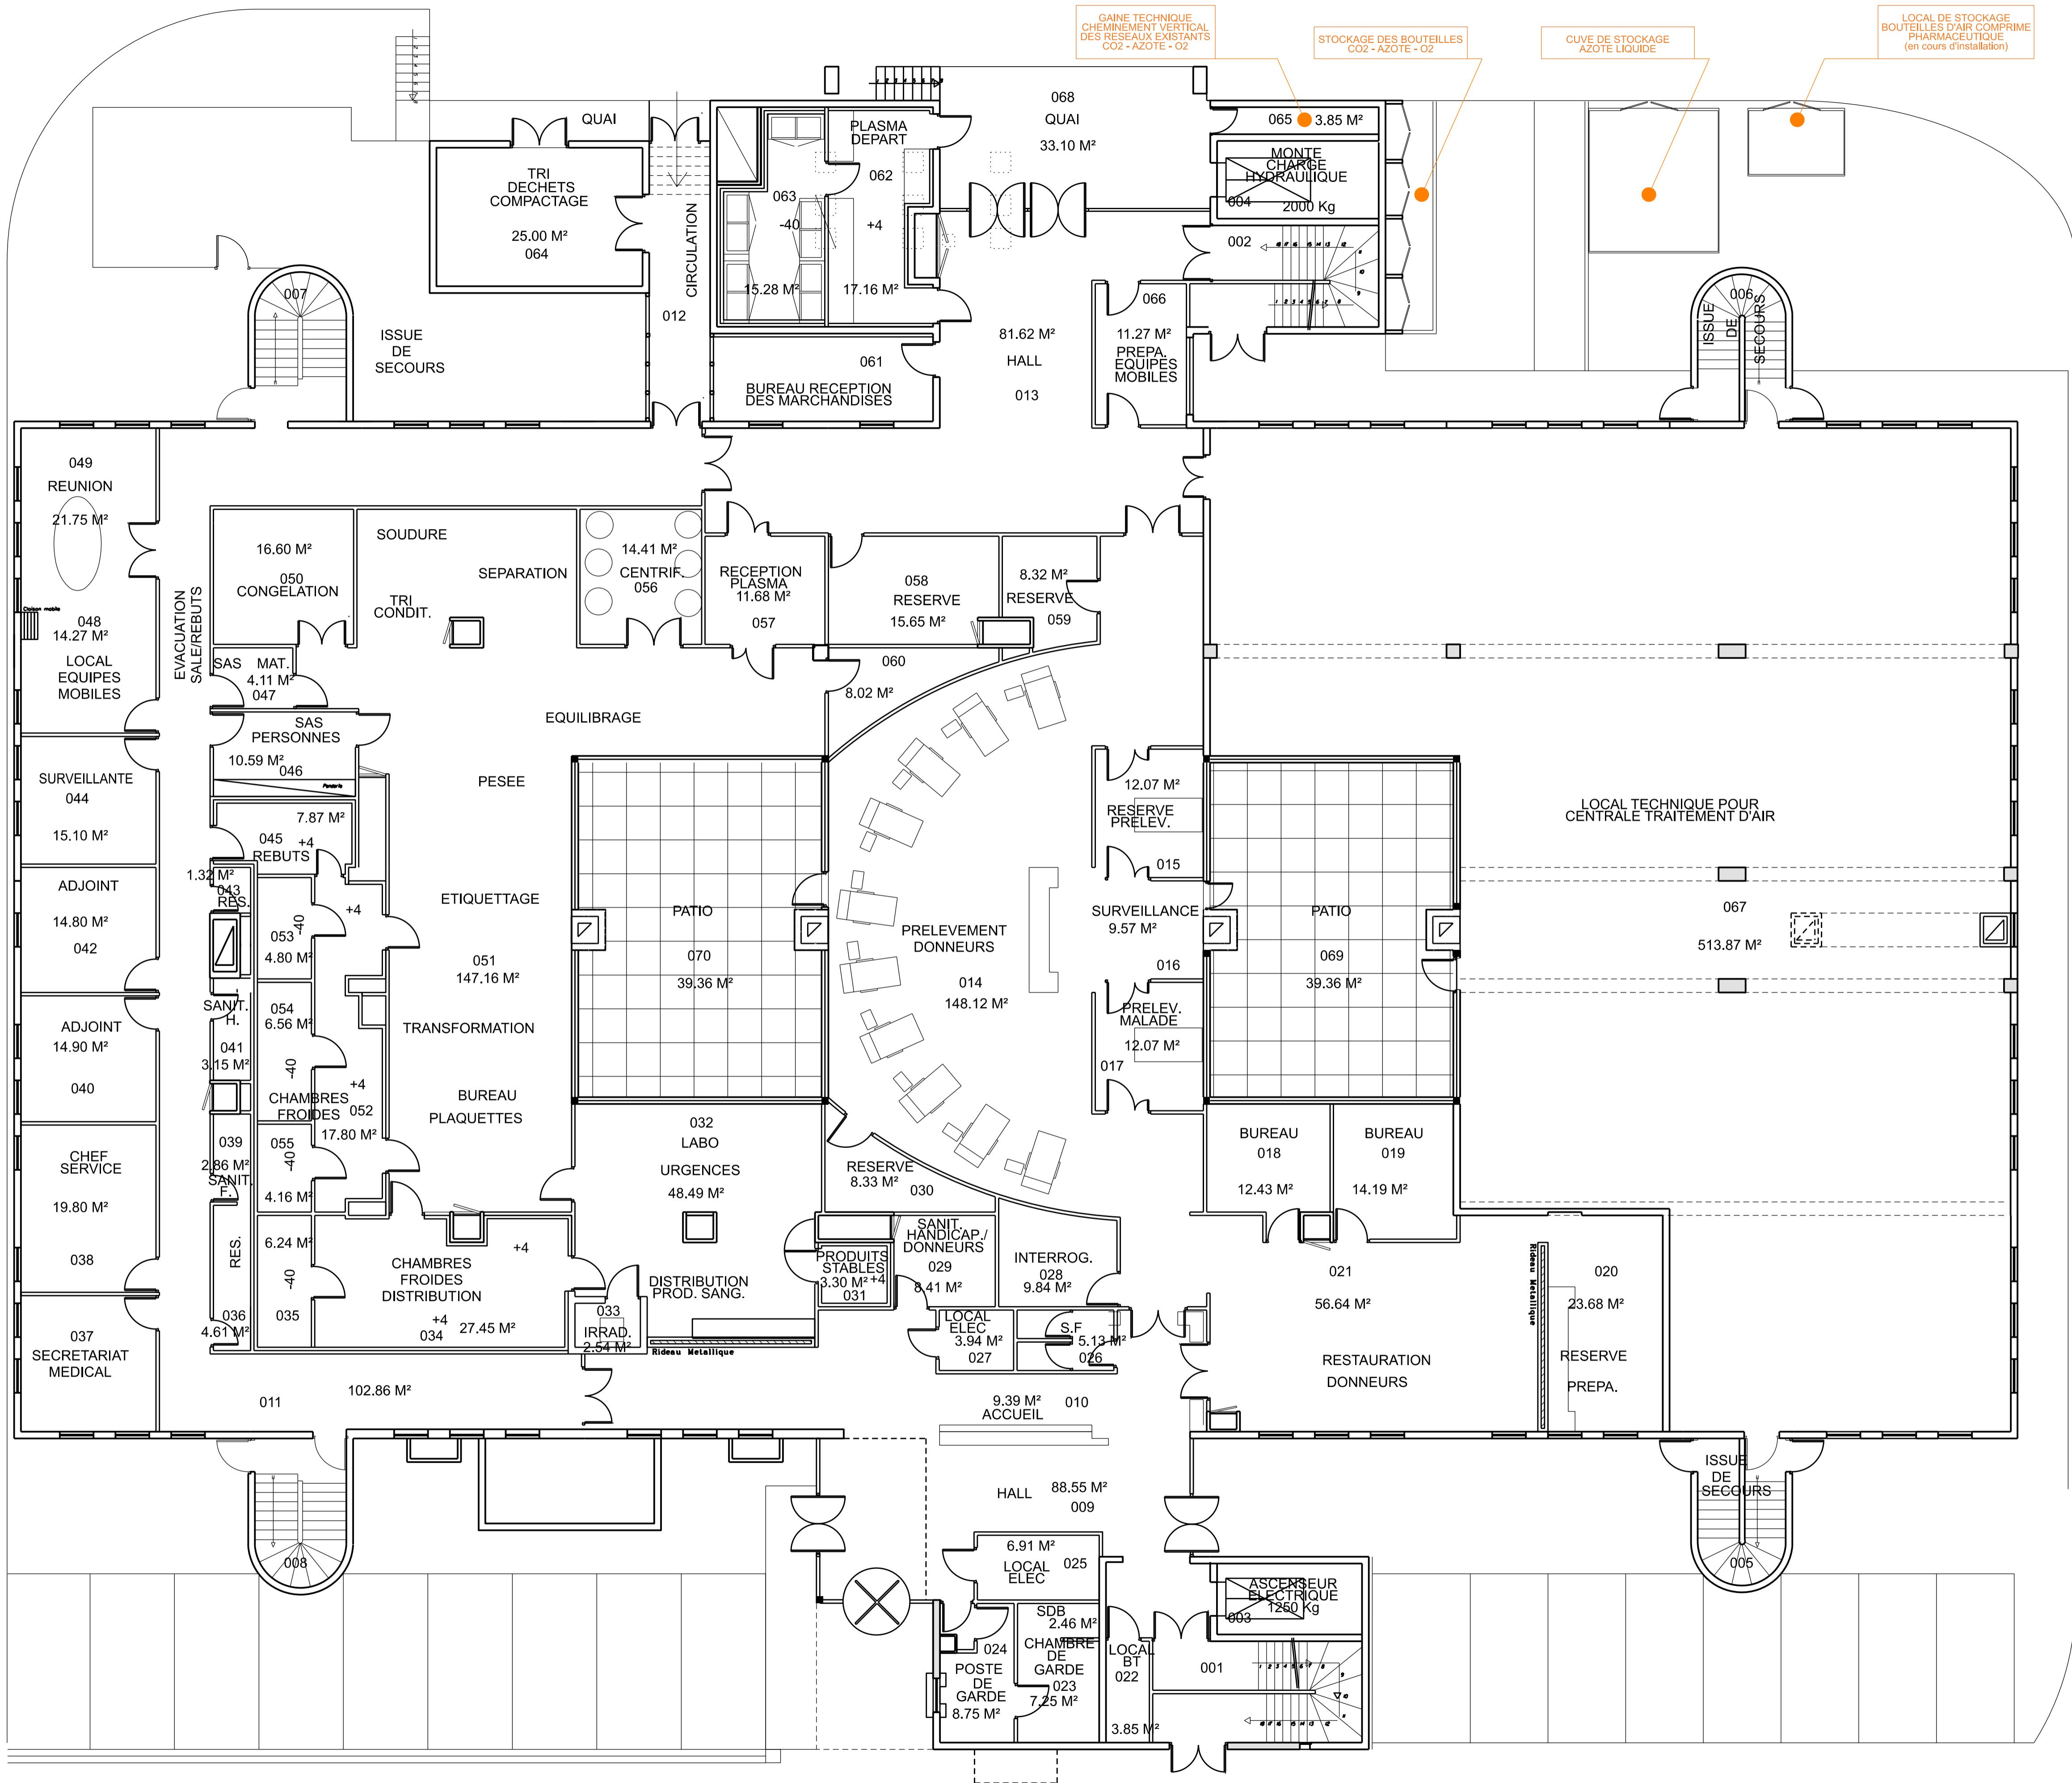 GAINE TECHNIQUE
CHEMINEMENT VERTICAL
DES RESEAUX EXISTANTS
CO2 - AZOTE - O2
STOCKAGE DES BOUTEILLES
CO2 - AZOTE - O2
CUVE DE STOCKAGE
AZOTE LIQUIDE
LOCAL DE STOCKAGE
BOUTEILLES D'AIR COMPRIME
PHARMACEUTIQUE
(en cours d'installation)
QUAI
068
QUAI
33.10 M²
065
3.85 M²
PLASMA
DEPART
062
+4
17.16 M²
063
-40
15.28 M²
MONTE
CHARGE
HYDRAULIQUE
004
2000 Kg
002
TRI
DECHETS
COMPACTAGE
25.00 M²
064
CIRCULATION
012
007
ISSUE
DE
SECOURS
006
ISSUE
DE
SECOURS
061
BUREAU RECEPTION
DES MARCHANDISES
81.62 M²
HALL
013
066
11.27 M²
PREPA.
EQUIPES
MOBILES
049
REUNION
21.75 M²
Cloison mobile
048
14.27 M²
LOCAL
EQUIPES
MOBILES
EVACUATION
SALE/REBUTS
16.60 M²
050
CONGELATION
SOUDURE
SEPARATION
TRI
CONDIT.
14.41 M²
CENTRIF.
056
RECEPTION
PLASMA
11.68 M²
057
058
RESERVE
15.65 M²
8.32 M²
RESERVE
059
060
8.02 M²
SAS
MAT.
4.11 M²
047
SAS
PERSONNES
10.59 M²
046
Penderie
EQUILIBRAGE
PESEE
SURVEILLANTE
044
15.10 M²
7.87 M²
045
+4
REBUTS
1.32 M²
043
RES.
ADJOINT
14.80 M²
042
053
-40
4.80 M²
+4
ETIQUETTAGE
051
147.16 M²
TRANSFORMATION
BUREAU
PLAQUETTES
PATIO
070
39.36 M²
PRELEVEMENT
DONNEURS
014
148.12 M²
12.07 M²
RESERVE
PRELEV.
015
SURVEILLANCE
9.57 M²
016
PRELEV.
MALADE
12.07 M²
017
PATIO
069
39.36 M²
LOCAL TECHNIQUE POUR
CENTRALE TRAITEMENT D'AIR
067
513.87 M²
ADJOINT
14.90 M²
040
SANIT.
H.
041
3.15 M²
054
6.56 M²
-40
CHAMBRES
FROIDES
+4
052
17.80 M²
039
2.86 M²
SANIT.
F.
055
-40
4.16 M²
CHEF
SERVICE
19.80 M²
038
032
LABO
URGENCES
48.49 M²
RESERVE
8.33 M²
030
BUREAU
018
12.43 M²
BUREAU
019
14.19 M²
RES.
036
4.61 M²
6.24 M²
-40
035
CHAMBRES
FROIDES
DISTRIBUTION
+4
+4
034
27.45 M²
033
IRRAD.
2.54 M²
DISTRIBUTION
PROD. SANG.
Rideau Metallique
PRODUITS
STABLES
3.30 M²
+4
031
SANIT.
HANDICAP./
DONNEURS
029
8.41 M²
INTERROG.
028
9.84 M²
LOCAL
ELEC
3.94 M²
027
S.F
5.13 M²
026
021
56.64 M²
RESTAURATION
DONNEURS
Rideau Metallique
020
23.68 M²
RESERVE
PREPA.
037
SECRETARIAT
MEDICAL
011
102.86 M²
9.39 M²
010
ACCUEIL
HALL
88.55 M²
009
008
ISSUE
DE
SECOURS
005
6.91 M²
025
LOCAL
ELEC
ASCENSEUR
ELECTRIQUE
1250 Kg
003
SDB
2.46 M²
024
POSTE
DE
GARDE
8.75 M²
CHAMBRE
DE
GARDE
023
7.25 M²
LOCAL
BT
022
3.85 M²
001